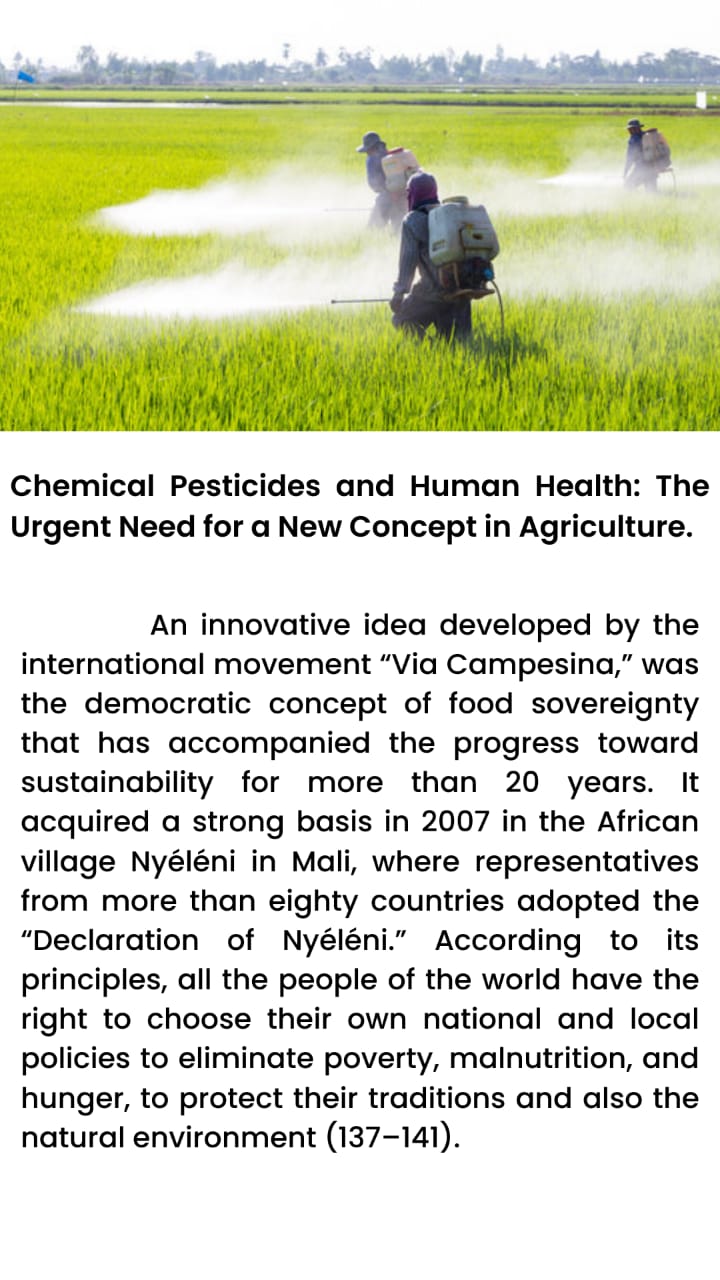 Chemical Pesticides and Human Health: The
Urgent Need for a New Concept in Agriculture.
An innovative idea developed by the
international movement “Via Campesina,” was
the democratic concept of food sovereignty
that has accompanied the progress toward
sustainability for more than 20 years. It
acquired a strong basis in 2007 in the African
village Nyéléni in Mali, where representatives
from more than eighty countries adopted the
“Declaration of Nyéléni.” According to its
principles, all the people of the world have the
right to choose their own national and local
policies to eliminate poverty, malnutrition, and
hunger, to protect their traditions and also the
natural environment (137–141).